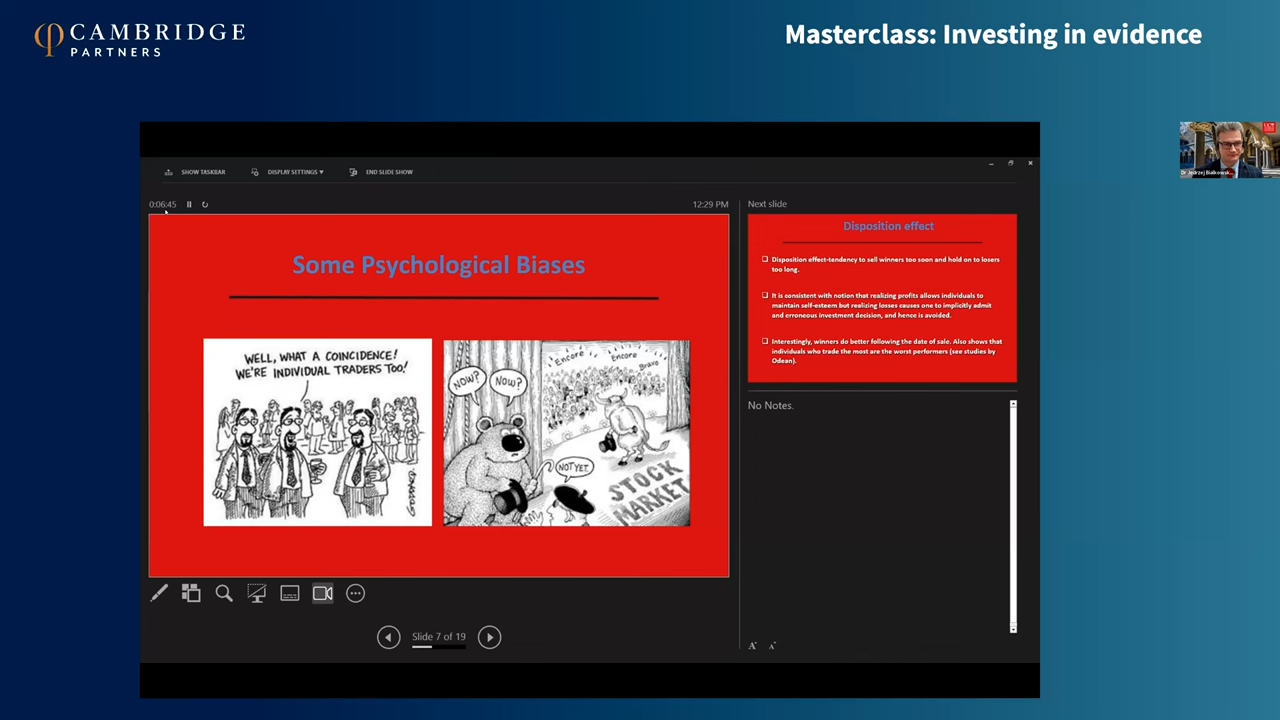 CAMBRIDGE
PARTNERS
Masterclass: Investing in evidence
SHOW TASKBAR
DISPLAY SETTINGS ▼
END SLIDE SHOW
0:06:45
12:29 PM
Next slide
Some Psychological Biases
WELL, WHAT A COINCIDENCE!
WE'RE INDIVIDUAL TRADERS TOO!
NOW?
NOW?
Encore
Encore
Bravo
NOT YET.
STOCK
MARKET
Disposition effect
Disposition effect-tendency to sell winners too soon and hold on to losers
too long.
It is consistent with notion that realizing profits allows individuals to
maintain self-esteem but realizing losses causes one to implicitly admit
and erroneous investment decision, and hence is avoided.
Interestingly, winners do better following the date of sale. Also shows that
individuals who trade the most are the worst performers (see studies by
Odean).
No Notes.
Slide 7 of 19
A
A
Dr Jedrzej Bialkowsk...